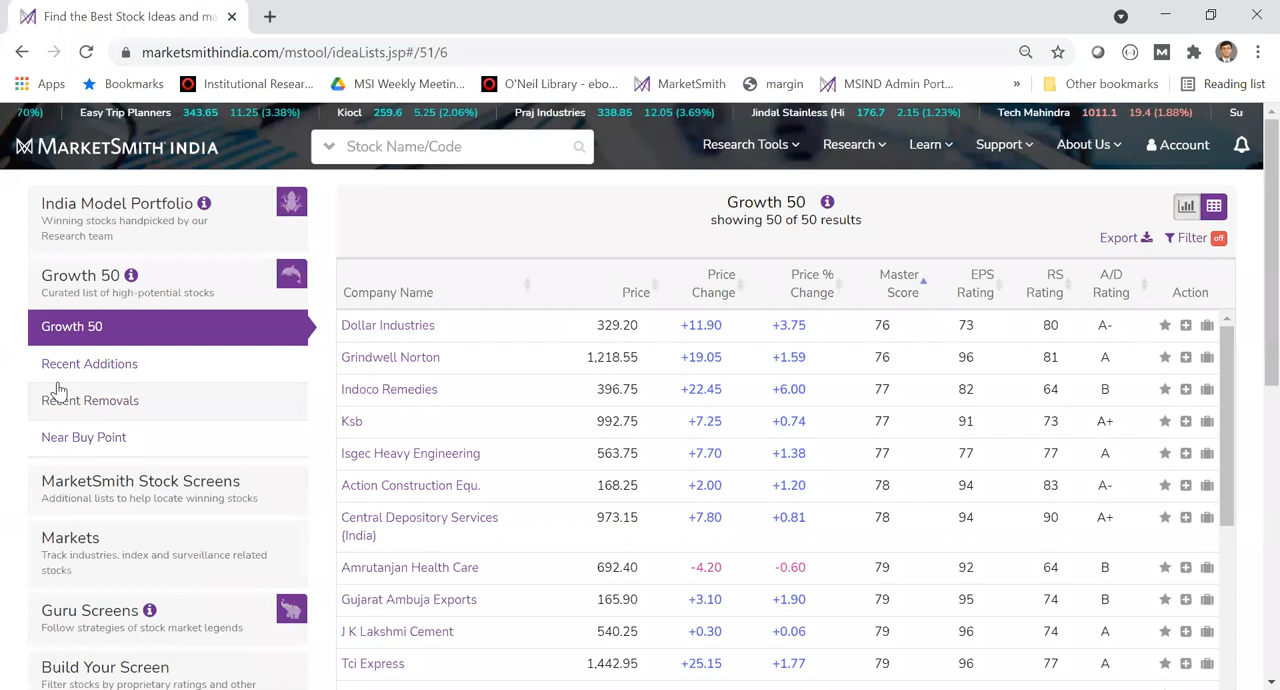 Find the Best Stock Ideas and ma
marketsmithindia.com/mstool/ideaLists.jsp#/51/6
Apps Bookmarks Institutional Resear... MSI Weekly Meetin... O'Neil Library - ebo... MarketSmith margin MSIND Admin Port... » Other bookmarks Reading list
70%) Easy Trip Planners 343.65 11.25 (3.38%) Kiocl 259.6 5.25 (2.06%) Praj Industries 338.85 12.05 (3.69%) Jindal Stainless (Hi 176.7 2.15 (1.23%) Tech Mahindra 1011.1 19.4 (1.88%) Su
MARKETSMITH INDIA Stock Name/Code Research Tools Research Learn Support About Us Account
India Model Portfolio
Winning stocks handpicked by our
Research team
Growth 50
Curated list of high-potential stocks
Growth 50
Recent Additions
Recent Removals
Near Buy Point
MarketSmith Stock Screens
Additional lists to help locate winning stocks
Markets
Track industries, index and surveillance related
stocks
Guru Screens
Follow strategies of stock market legends
Build Your Screen
Filter stocks by proprietary ratings and other
Growth 50
showing 50 of 50 results
Export Filter off
Company Name Price Price Change Price % Change Master Score EPS Rating RS Rating A/D Rating Action
Dollar Industries 329.20 +11.90 +3.75 76 73 80 A-
Grindwell Norton 1,218.55 +19.05 +1.59 76 96 81 A
Indoco Remedies 396.75 +22.45 +6.00 77 82 64 B
Ksb 992.75 +7.25 +0.74 77 91 73 A+
Isgec Heavy Engineering 563.75 +7.70 +1.38 77 77 77 A
Action Construction Equ. 168.25 +2.00 +1.20 78 94 83 A-
Central Depository Services 973.15 +7.80 +0.81 78 94 90 A+
(India)
Amrutanjan Health Care 692.40 -4.20 -0.60 79 92 64 B
Gujarat Ambuja Exports 165.90 +3.10 +1.90 79 95 74 B
J K Lakshmi Cement 540.25 +0.30 +0.06 79 96 74 A
Tci Express 1,442.95 +25.15 +1.77 79 96 77 A